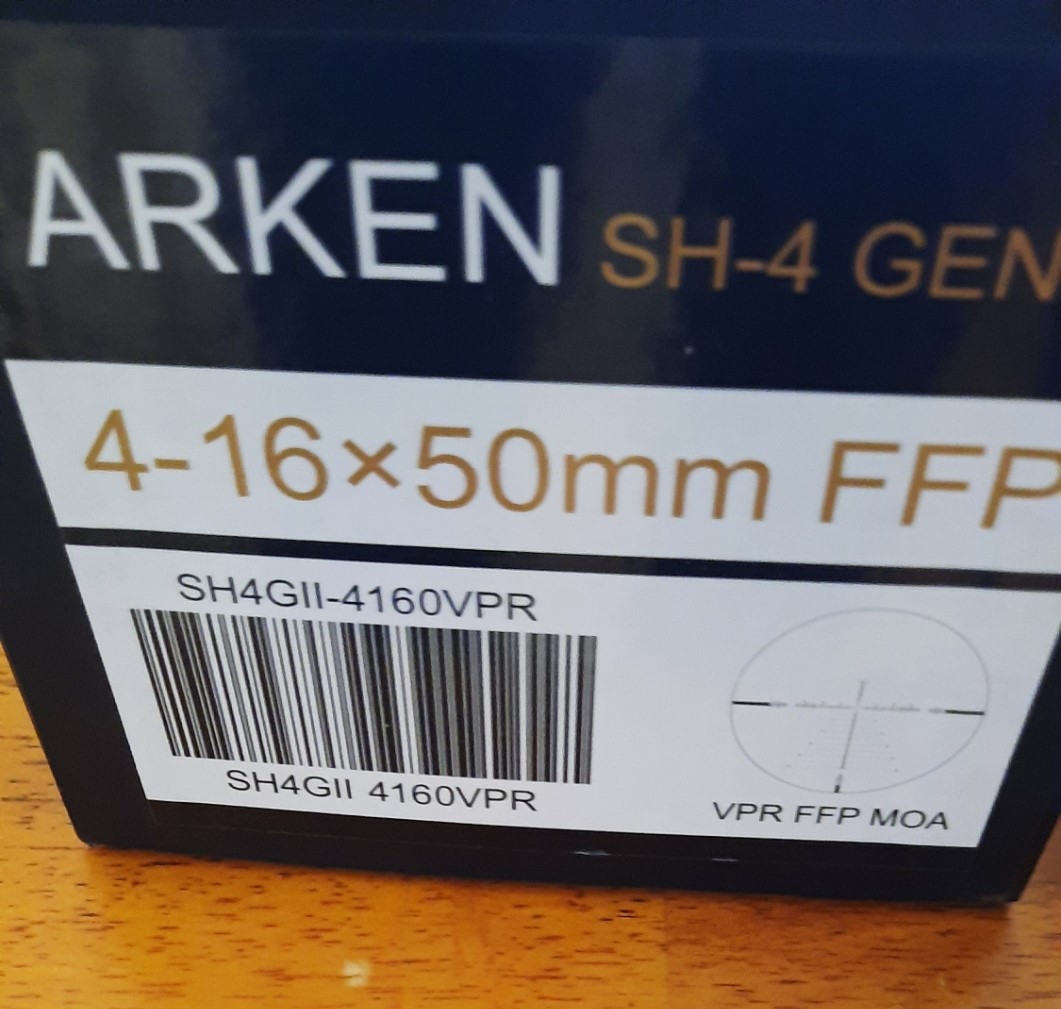 ARKEN SH-4 GEN
4-16×50mm FFP
SH4GII-4160VPR
SH4GII 4160VPR
VPR FFP MOA